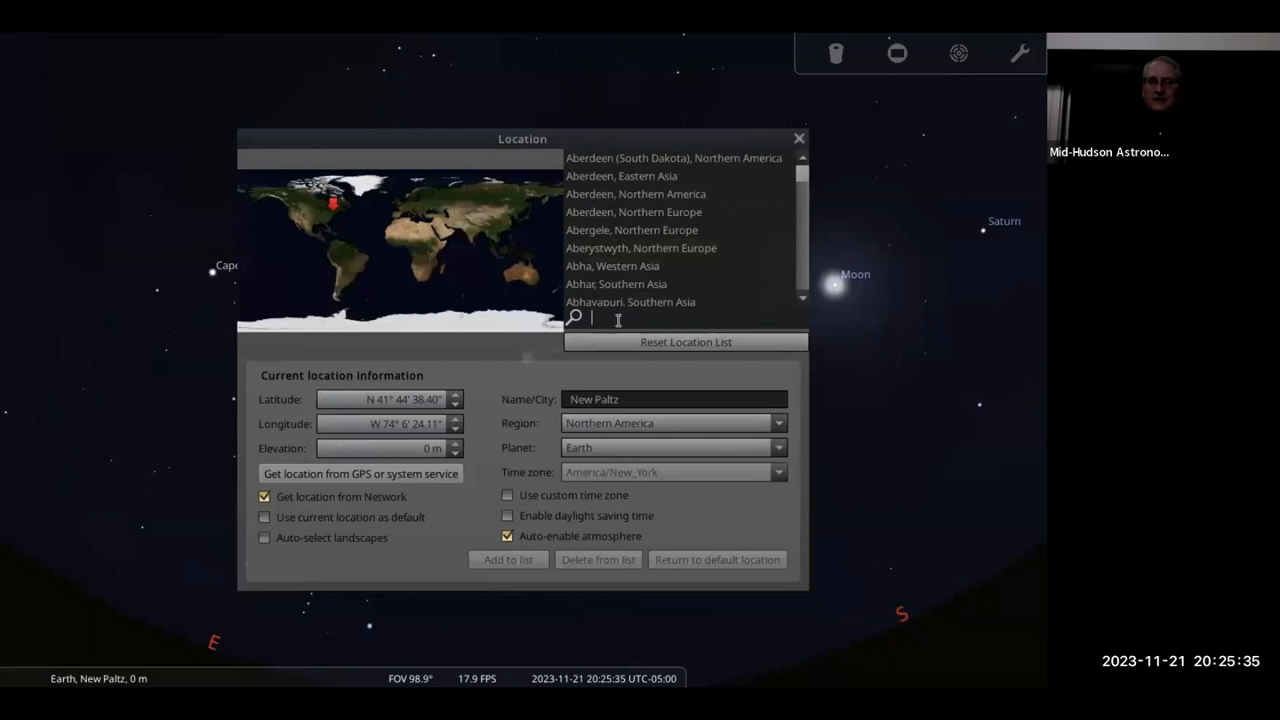 Location
Aberdeen (South Dakota), Northern America
Aberdeen, Eastern Asia
Aberdeen, Northern America
Aberdeen, Northern Europe
Abergele, Northern Europe
Aberystwyth, Northern Europe
Abha, Western Asia
Abhar, Southern Asia
Abhayapuri, Southern Asia
Reset Location List
Current location information
Latitude: N 41° 44' 38.40"
Longitude: W 74° 6' 24.11"
Elevation: 0 m
Get location from GPS or system service
Get location from Network
Use current location as default
Auto-select landscapes
Name/City: New Paltz
Region: Northern America
Planet: Earth
Time zone: America/New_York
Use custom time zone
Enable daylight saving time
Auto-enable atmosphere
Add to list Delete from list Return to default location
Cape
Moon
Saturn
E
S
Earth, New Paltz, 0 m FOV 98.9° 17.9 FPS 2023-11-21 20:25:35 UTC-05:00
Mid-Hudson Astrono...
2023-11-21 20:25:35